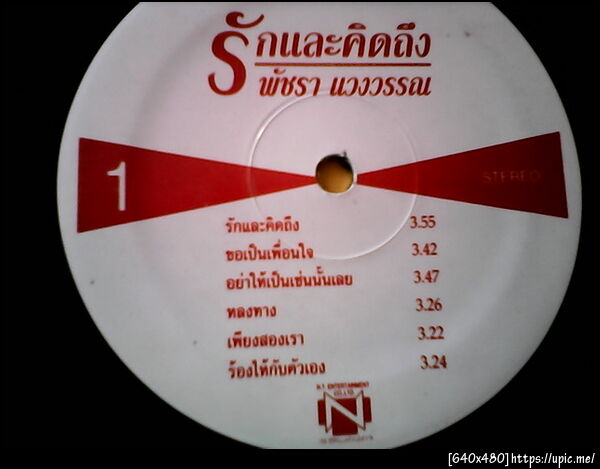 รักและคิดถึง
พัชรา แวงวรรณ
1
STEREO
รักและคิดถึง 3.55
ขอเป็นเพื่อนใจ 3.42
อย่าให้เป็นเช่นนั้นเลย 3.47
หลงทาง 3.26
เพียงสองเรา 3.22
ร้องไห้กับตัวเอง 3.24
ENTERTAINMENT
CO.,LTD.
N
[640x480]https://upic.me/